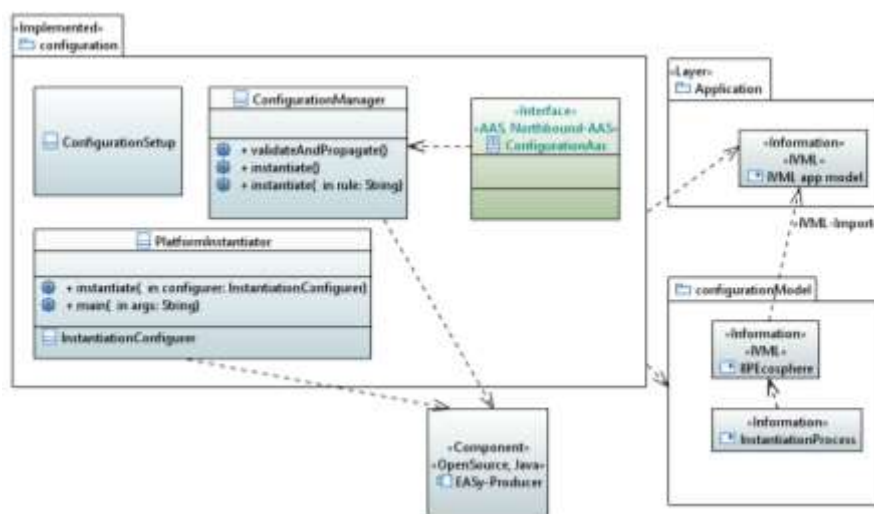 «Implemented»
configuration
ConfigurationSetup
ConfigurationManager
+ validateAndPropagate()
+ instantiate()
+ instantiate( in rule: String)
«Interface»
«AAS, Northbound-AAS»
ConfigurationAas
PlatformInstantiator
+ instantiate( in configurer: InstantiationConfigurer)
+ main( in args: String)
InstantiationConfigurer
«Component»
«OpenSource, Java»
EASy-Producer
«Layer»
Application
«Information»
«IVML»
IVML app model
«IVML-Import»
configurationModel
«Information»
«IVML»
IIPEcosphere
«Information»
InstantiationProcess